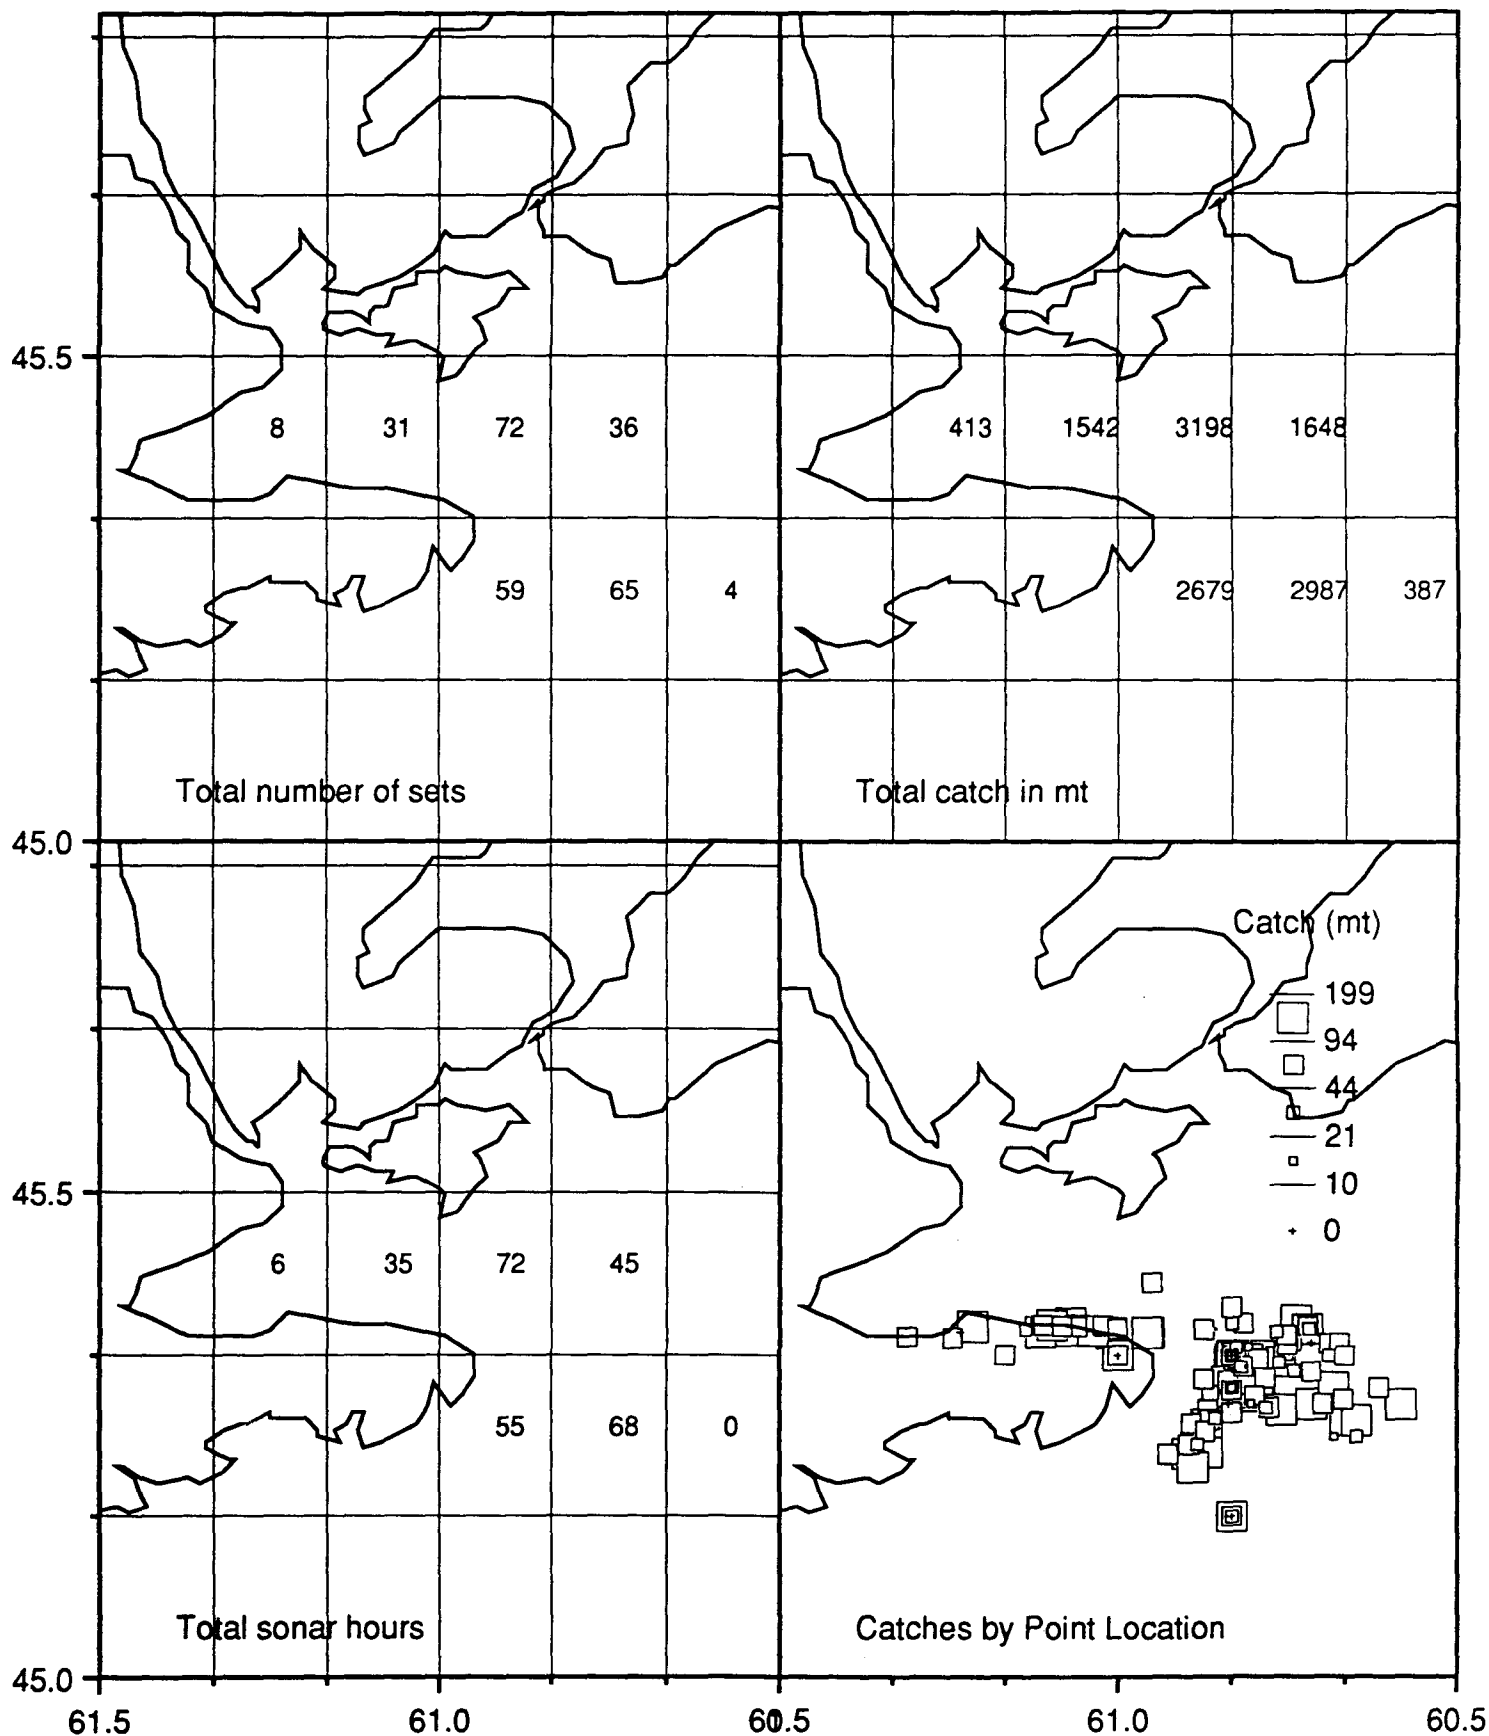 45.5
8 31 72 36
413 1542 3198 1648
59 65 4
2679 2987 387
Total number of sets
Total catch in mt
45.0
Catch (mt)
199
94
44
21
10
0
45.5
6 35 72 45
55 68 0
Total sonar hours
Catches by Point Location
45.0
61.5 61.0 61.0 60.5